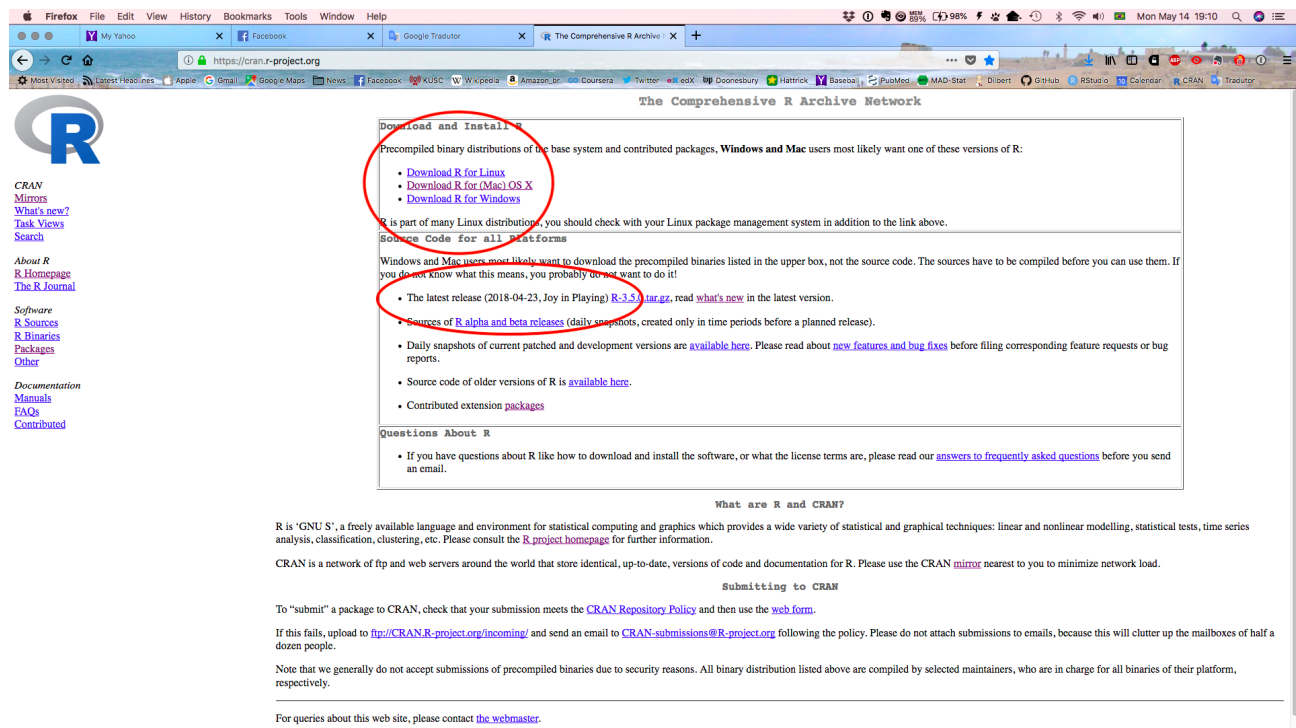 Firefox File Edit View History Bookmarks Tools Window Help
MEM 89% 98% Mon May 14 19:10
My Yahoo Facebook Google Tradutor The Comprehensive R Archive
https://cran.r-project.org
Most Visited Latest Headlines Apple Gmail Google Maps News Facebook KUSC Wikipedia Amazon_br Coursera Twitter edX Doonesbury Hattrick Baseball PubMed MAD-Stat Dilbert GitHub RStudio Calendar CRAN Tradutor
The Comprehensive R Archive Network
R
CRAN
Mirrors
What's new?
Task Views
Search
About R
R Homepage
The R Journal
Software
R Sources
R Binaries
Packages
Other
Documentation
Manuals
FAQs
Contributed
Download and Install R
Precompiled binary distributions of the base system and contributed packages, Windows and Mac users most likely want one of these versions of R:
• Download R for Linux
• Download R for (Mac) OS X
• Download R for Windows
R is part of many Linux distributions, you should check with your Linux package management system in addition to the link above.
Source Code for all Platforms
Windows and Mac users most likely want to download the precompiled binaries listed in the upper box, not the source code. The sources have to be compiled before you can use them. If
you do not know what this means, you probably do not want to do it!
• The latest release (2018-04-23, Joy in Playing) R-3.5.0.tar.gz, read what's new in the latest version.
• Sources of R alpha and beta releases (daily snapshots, created only in time periods before a planned release).
• Daily snapshots of current patched and development versions are available here. Please read about new features and bug fixes before filing corresponding feature requests or bug
reports.
• Source code of older versions of R is available here.
• Contributed extension packages
Questions About R
• If you have questions about R like how to download and install the software, or what the license terms are, please read our answers to frequently asked questions before you send
an email.
What are R and CRAN?
R is ‘GNU S’, a freely available language and environment for statistical computing and graphics which provides a wide variety of statistical and graphical techniques: linear and nonlinear modelling, statistical tests, time series
analysis, classification, clustering, etc. Please consult the R project homepage for further information.
CRAN is a network of ftp and web servers around the world that store identical, up-to-date, versions of code and documentation for R. Please use the CRAN mirror nearest to you to minimize network load.
Submitting to CRAN
To “submit” a package to CRAN, check that your submission meets the CRAN Repository Policy and then use the web form.
If this fails, upload to ftp://CRAN.R-project.org/incoming/ and send an email to CRAN-submissions@R-project.org following the policy. Please do not attach submissions to emails, because this will clutter up the mailboxes of half a
dozen people.
Note that we generally do not accept submissions of precompiled binaries due to security reasons. All binary distribution listed above are compiled by selected maintainers, who are in charge for all binaries of their platform,
respectively.
For queries about this web site, please contact the webmaster.